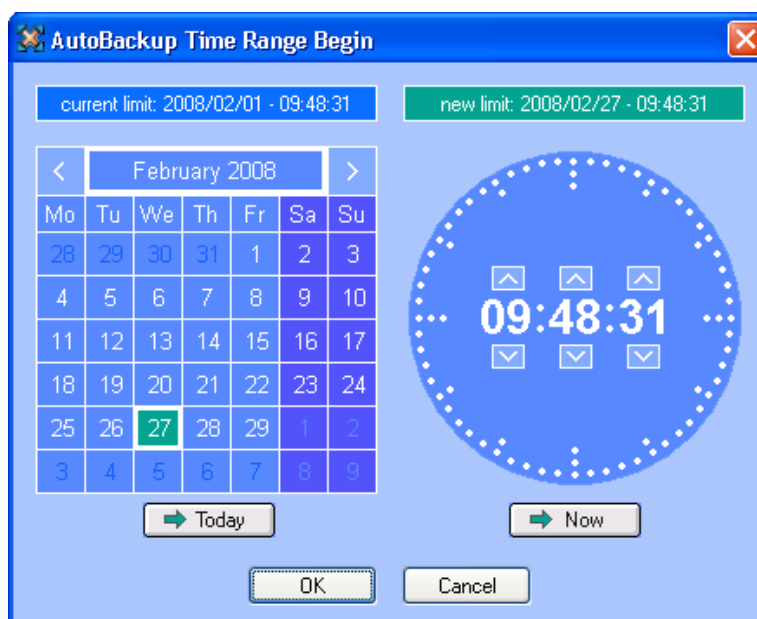 AutoBackup Time Range Begin
current limit: 2008/02/01 - 09:48:31
new limit: 2008/02/27 - 09:48:31
February 2008
Mo Tu We Th Fr Sa Su
28 29 30 31 1 2 3
4 5 6 7 8 9 10
11 12 13 14 15 16 17
18 19 20 21 22 23 24
25 26 27 28 29 1 2
3 4 5 6 7 8 9
09:48:31
Today
Now
OK
Cancel